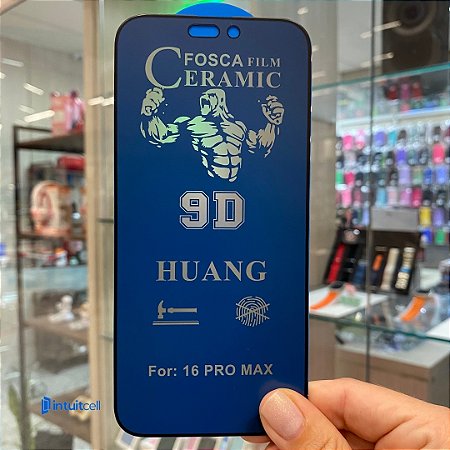 FOSCA FILM
CERAMIC
9D
HUANG
For: 16 PRO MAX
intuitcell